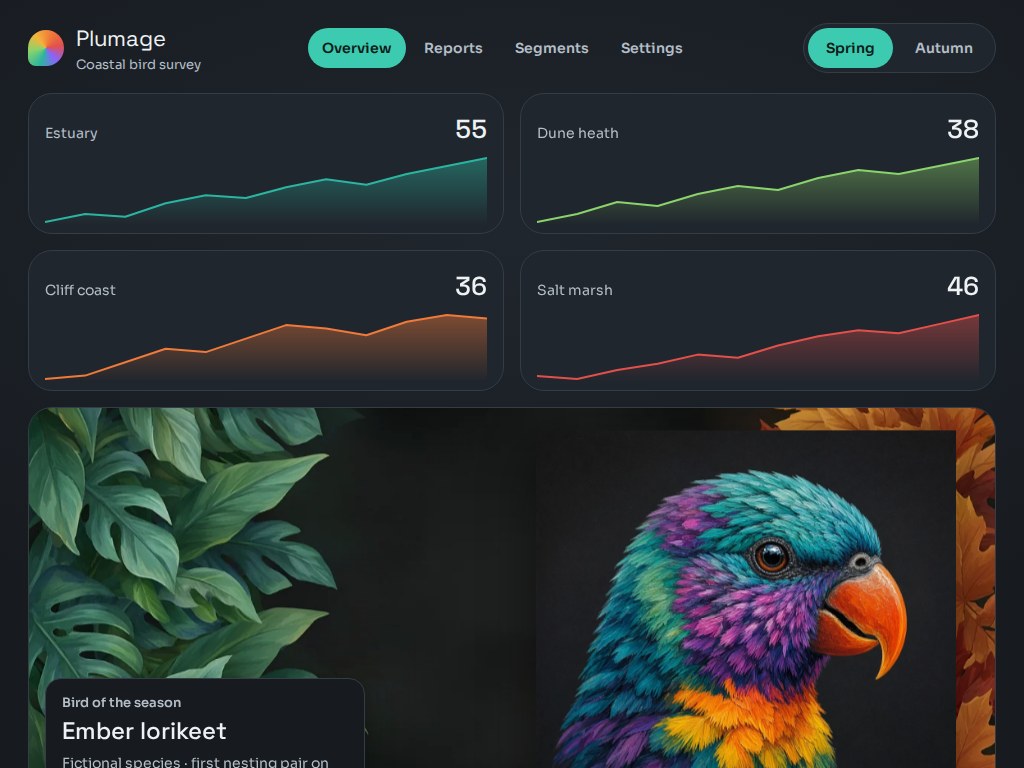 Plumage
Coastal bird survey
Overview
Reports
Segments
Settings
Spring
Autumn
Estuary
55
Dune heath
38
Cliff coast
36
Salt marsh
46
Bird of the season
Ember lorikeet
Fictional species · first nesting pair on